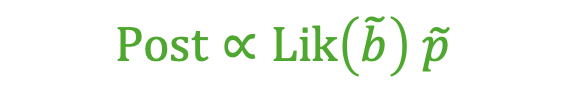 Post ∝ Lik(b̃) p̃